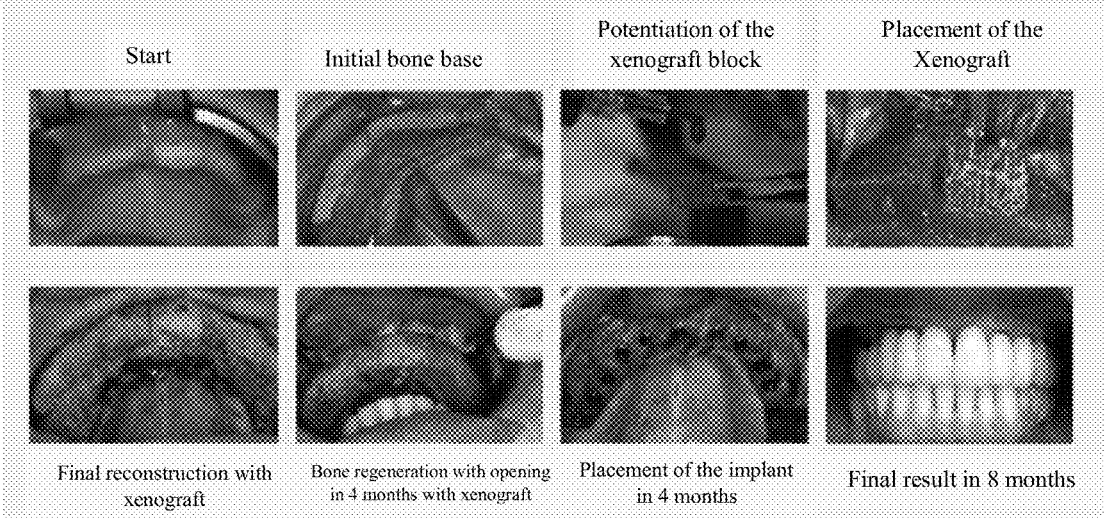 Start
Initial bone base
Potentiation of the
xenograft block
Placement of the
Xenograft
Final reconstruction with
xenograft
Bone regeneration with opening
in 4 months with xenograft
Placement of the implant
in 4 months
Final result in 8 months